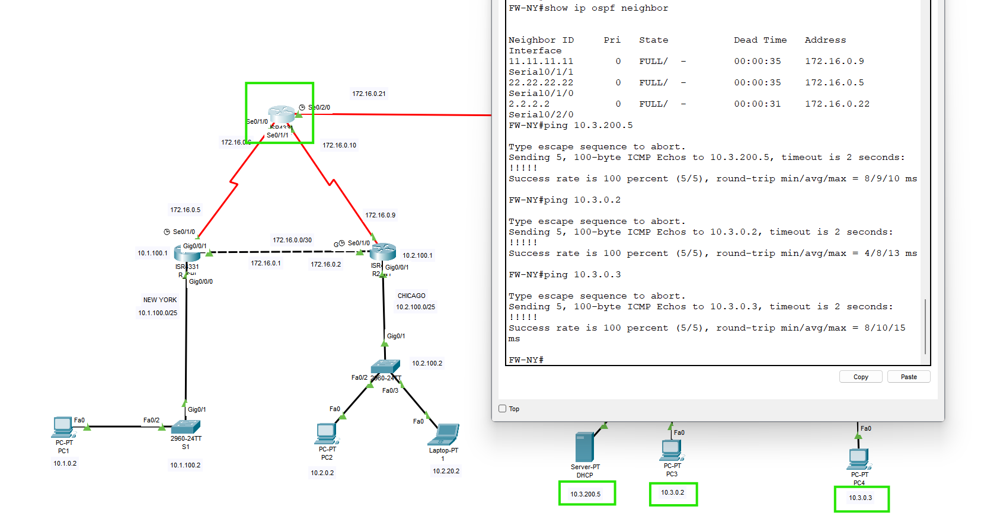 FW-NY#show ip ospf neighbor
Neighbor ID Pri State Dead Time Address
Interface
11.11.11.11 0 FULL/ - 00:00:35 172.16.0.9
Serial0/1/1
22.22.22.22 0 FULL/ - 00:00:35 172.16.0.5
Serial0/1/0
2.2.2.2 0 FULL/ - 00:00:31 172.16.0.22
Serial0/2/0
FW-NY#ping 10.3.200.5
Type escape sequence to abort.
Sending 5, 100-byte ICMP Echos to 10.3.200.5, timeout is 2 seconds:
!!!!!
Success rate is 100 percent (5/5), round-trip min/avg/max = 8/9/10 ms
FW-NY#ping 10.3.0.2
Type escape sequence to abort.
Sending 5, 100-byte ICMP Echos to 10.3.0.2, timeout is 2 seconds:
!!!!!
Success rate is 100 percent (5/5), round-trip min/avg/max = 4/8/13 ms
FW-NY#ping 10.3.0.3
Type escape sequence to abort.
Sending 5, 100-byte ICMP Echos to 10.3.0.3, timeout is 2 seconds:
!!!!!
Success rate is 100 percent (5/5), round-trip min/avg/max = 8/10/15
ms
FW-NY#
Copy
Paste
Top
172.16.0.21
Se0/2/0
Se0/1/0
ISR4331
Se0/1/1
172.16.0.6
172.16.0.10
172.16.0.5
172.16.0.9
Se0/1/0
Gig0/0/1
172.16.0.0/30
Se0/1/0
10.1.100.1
172.16.0.1
172.16.0.2
10.2.100.1
ISR4331
Gig0/0/1
Gig0/0/0
NEW YORK
10.1.100.0/25
CHICAGO
10.2.100.0/25
Gig0/1
10.2.100.2
Fa0/2
2960-24TT
Fa0/3
Gig0/1
Fa0
Fa0
Fa0
Fa0/2
2960-24TT
S1
PC-PT
PC1
10.1.0.2
10.1.100.2
PC-PT
PC2
10.2.0.2
Laptop-PT
1
10.2.20.2
Server-PT
DHCP
10.3.200.5
Fa0
PC-PT
PC3
10.3.0.2
Fa0
PC-PT
PC4
10.3.0.3